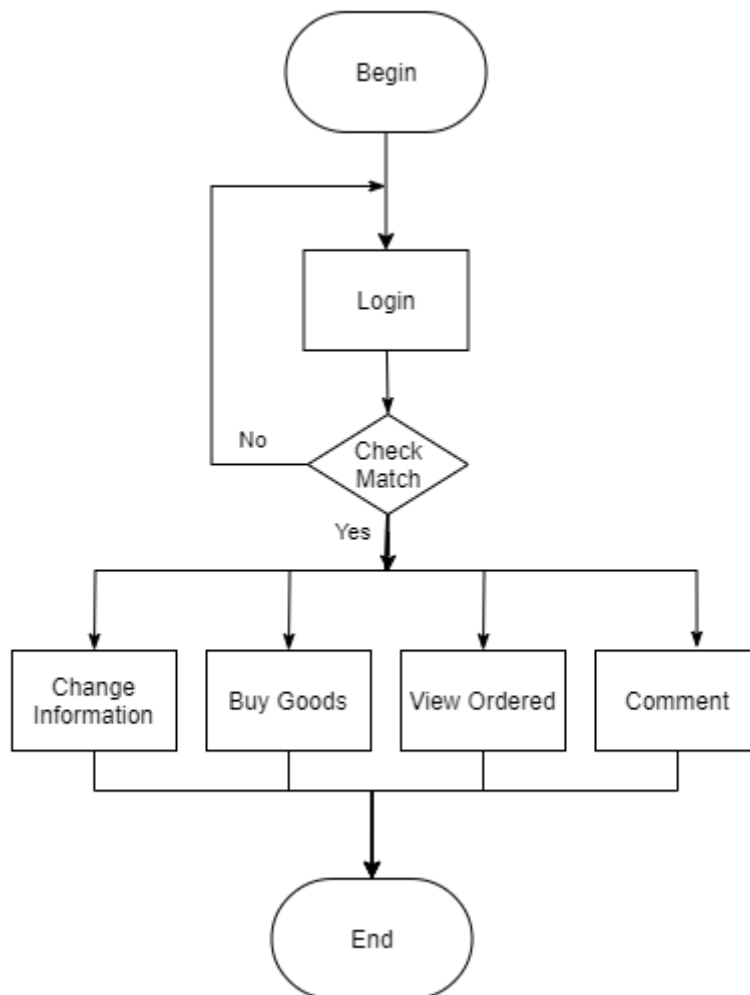 Begin
Login
No
Check
Match
Yes
Change
Information
Buy Goods
View Ordered
Comment
End